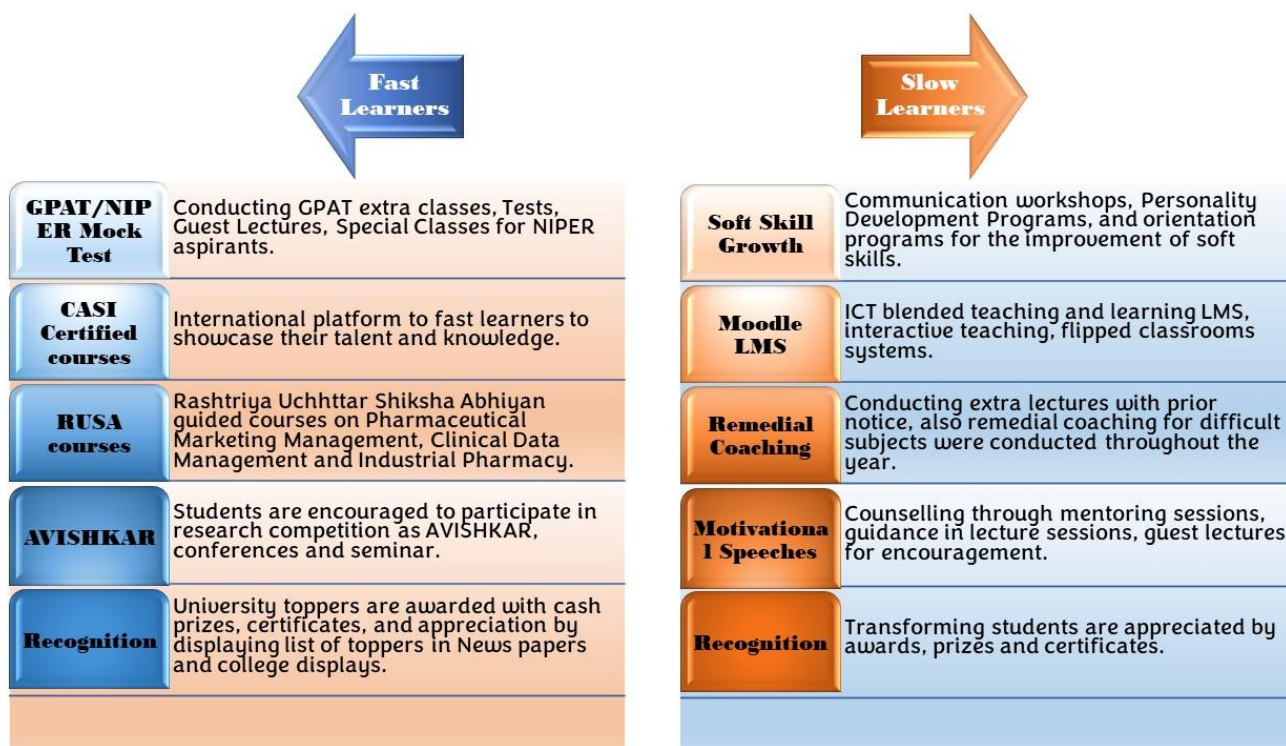 Fast
Learners
Slow
Learners
GPAT/NIP
ER Mock
Test
Conducting GPAT extra classes, Tests,
Guest Lectures, Special Classes for NIPER
aspirants.
CASI
Certified
courses
International platform to fast learners to
showcase their talent and knowledge.
RUSA
courses
Rashtriya Uchhttar Shiksha Abhiyan
guided courses on Pharmaceutical
Marketing Management, Clinical Data
Management and Industrial Pharmacy.
AVISHKAR
Students are encouraged to participate in
research competition as AVISHKAR,
conferences and seminar.
Recognition
University toppers are awarded with cash
prizes, certificates, and appreciation by
displaying list of toppers in News papers
and college displays.
Soft Skill
Growth
Communication workshops, Personality
Development Programs, and orientation
programs for the improvement of soft
skills.
Moodle
LMS
ICT blended teaching and learning LMS,
interactive teaching, flipped classrooms
systems.
Remedial
Coaching
Conducting extra lectures with prior
notice, also remedial coaching for difficult
subjects were conducted throughout the
year.
Motivationa
l Speeches
Counselling through mentoring sessions,
guidance in lecture sessions, guest lectures
for encouragement.
Recognition
Transforming students are appreciated by
awards, prizes and certificates.